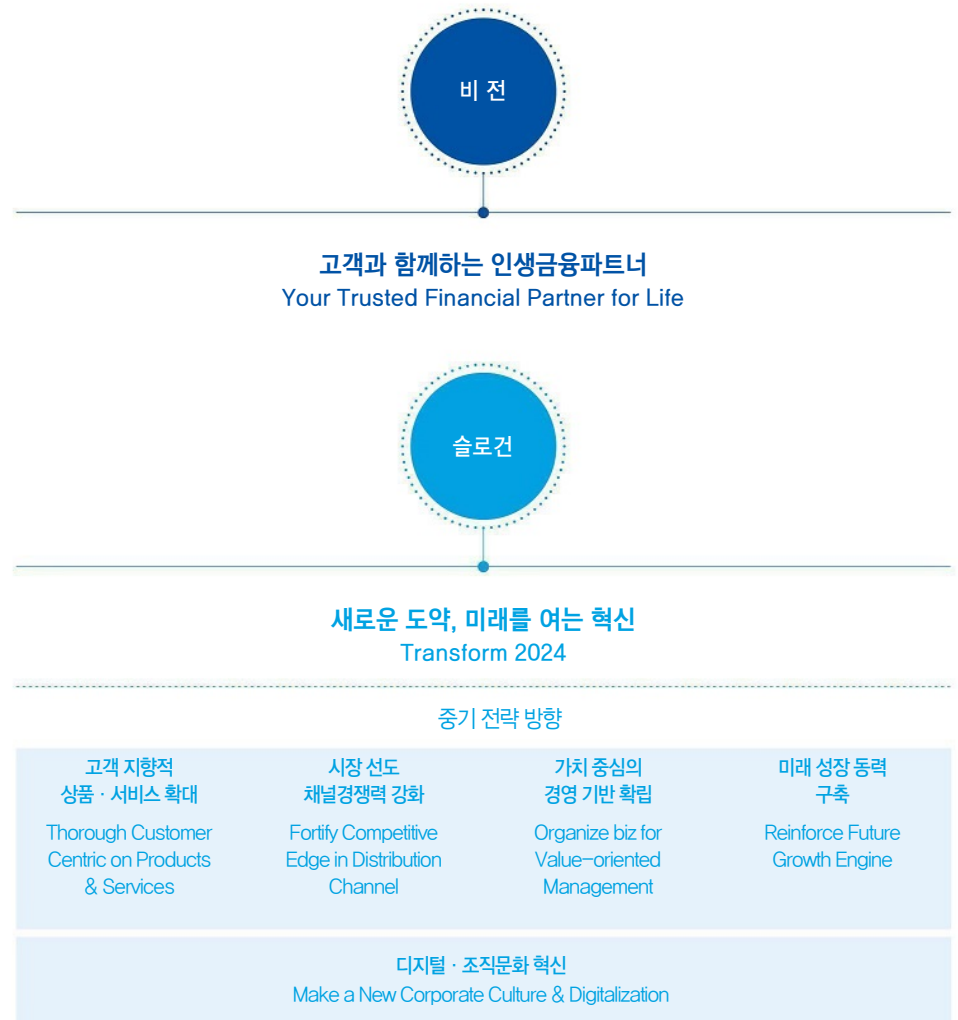 비 전
고객과 함께하는 인생금융파트너
Your Trusted Financial Partner for Life
슬로건
새로운 도약, 미래를 여는 혁신
Transform 2024
중기 전략 방향
고객 지향적
상품 · 서비스 확대
Thorough Customer
Centric on Products
& Services
시장 선도
채널경쟁력 강화
Fortify Competitive
Edge in Distribution
Channel
가치 중심의
경영 기반 확립
Organize biz for
Value-oriented
Management
미래 성장 동력
구축
Reinforce Future
Growth Engine
디지털 · 조직문화 혁신
Make a New Corporate Culture & Digitalization